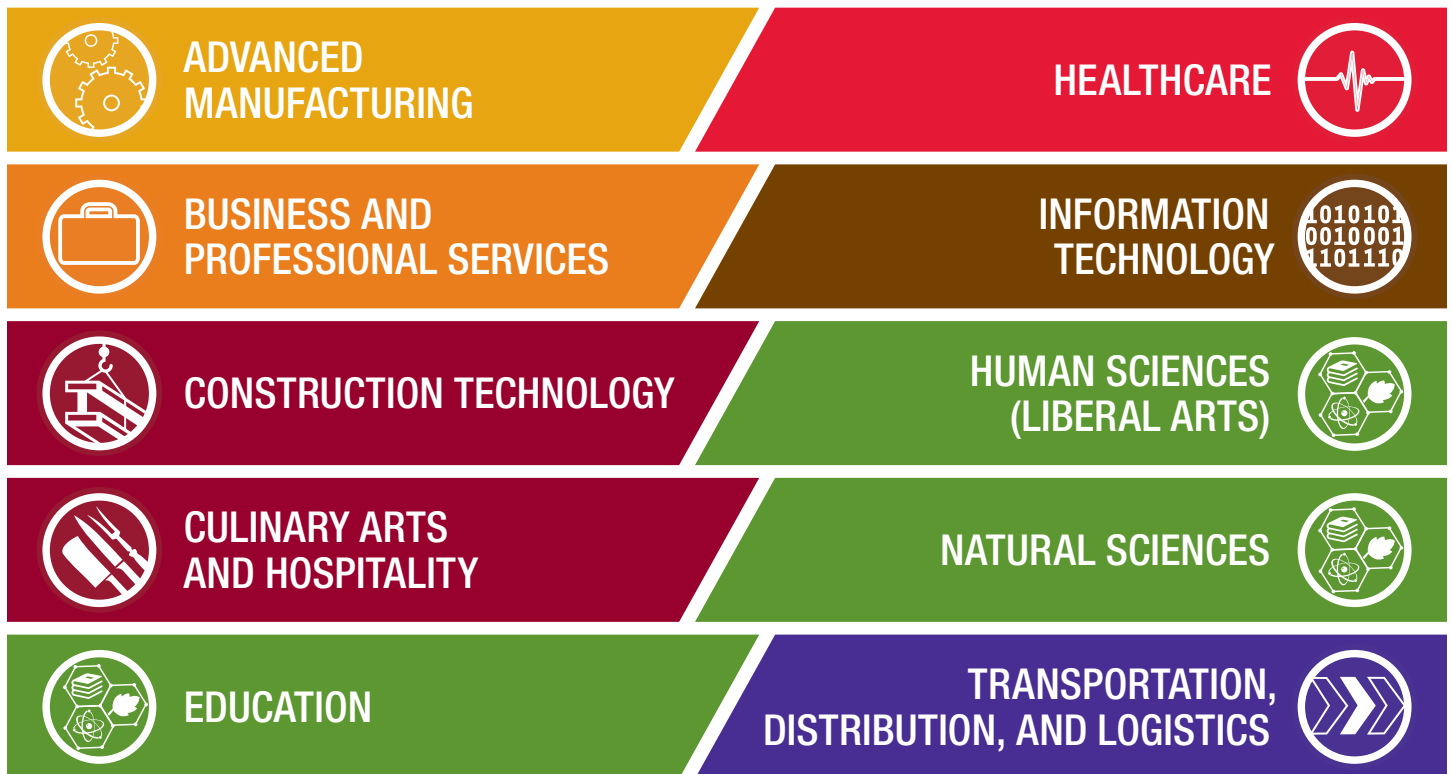 ADVANCED
MANUFACTURING
HEALTHCARE
BUSINESS AND
PROFESSIONAL SERVICES
INFORMATION
TECHNOLOGY
1010101
0010001
1101110
CONSTRUCTION TECHNOLOGY
HUMAN SCIENCES
(LIBERAL ARTS)
CULINARY ARTS
AND HOSPITALITY
NATURAL SCIENCES
EDUCATION
TRANSPORTATION,
DISTRIBUTION, AND LOGISTICS